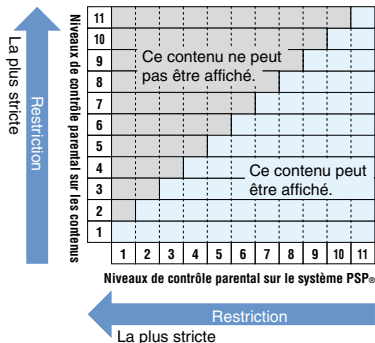 La plus stricte
Restriction
Niveaux de contrôle parental sur les contenus
11
10
9
8
7
6
5
4
3
2
1
Ce contenu ne peut
pas être affiché.
Ce contenu peut
être affiché.
1 2 3 4 5 6 7 8 9 10 11
Niveaux de contrôle parental sur le système PSP®
Restriction
La plus stricte